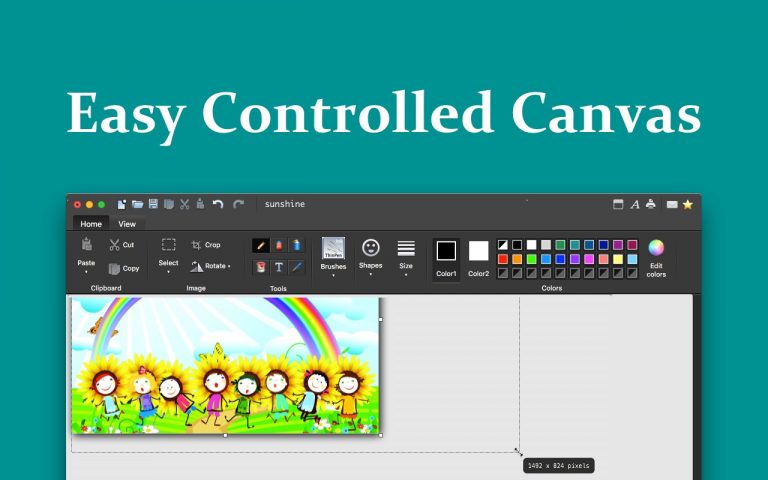 Easy Controlled Canvas
sunshine
Home View
Paste
Cut
Copy
Clipboard
Select
Crop
Rotate
Image
Tools
ThinPen
Brushes
Shapes
Size
Color1
Color2
Edit colors
Colors
1492 x 824 pixels